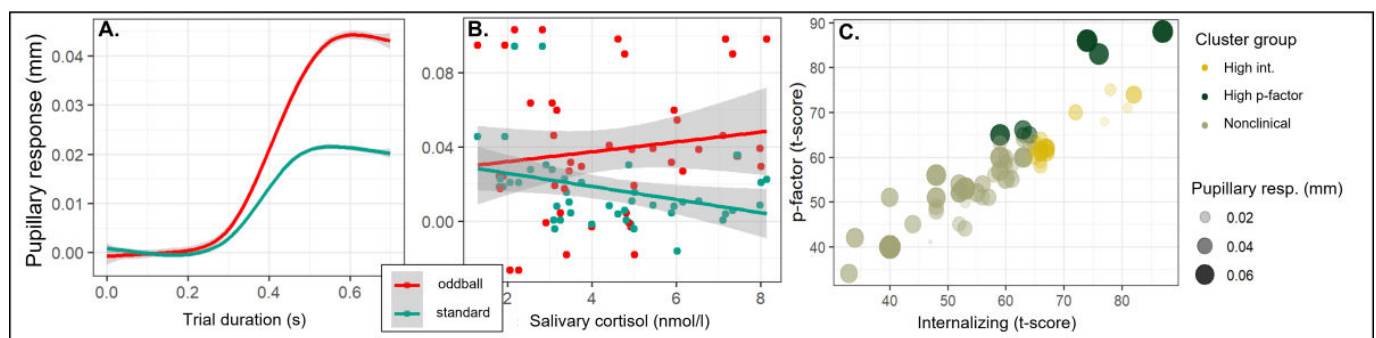 A.
Pupillary response (mm)
0.04
0.03
0.02
0.01
0.00
0.0
0.2
0.4
0.6
Trial duration (s)
B.
0.08
0.04
0.00
2
4
6
8
Salivary cortisol (nmol/l)
oddball
standard
C.
p-factor (t-score)
90
80
70
60
50
40
40
50
60
70
80
Internalizing (t-score)
Cluster group
High int.
High p-factor
Nonclinical
Pupillary resp. (mm)
0.02
0.04
0.06